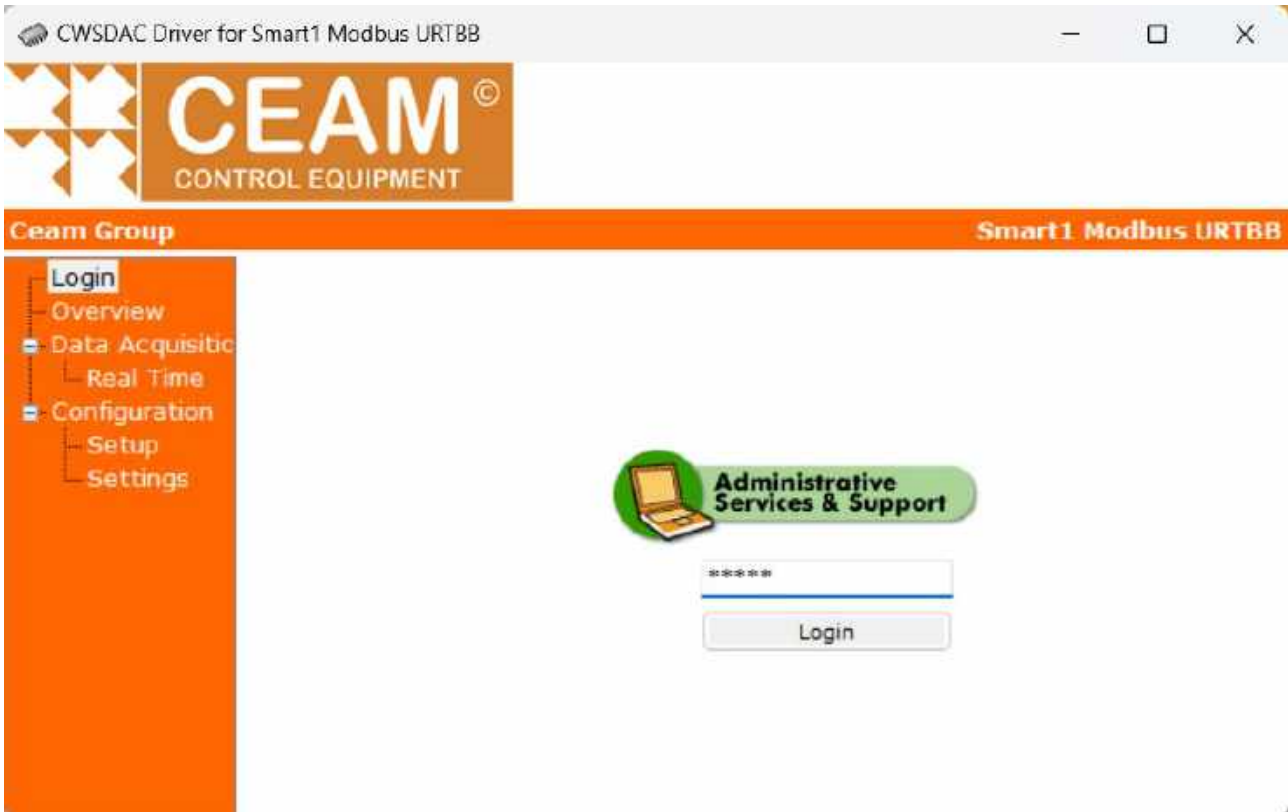 CWSDAC Driver for Smart1 Modbus URTBB
CEAM ©
CONTROL EQUIPMENT
Ceam Group
Smart1 Modbus URTBB
Login
Overview
Data Acquisitic
Real Time
Configuration
Setup
Settings
Administrative
Services & Support
*****
Login